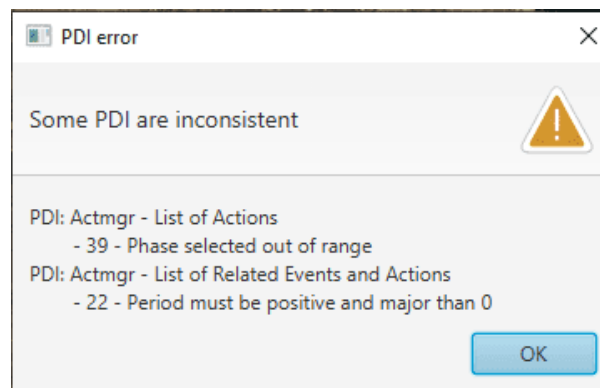 PDI error
Some PDI are inconsistent
PDI: Actmgr - List of Actions
- 39 - Phase selected out of range
PDI: Actmgr - List of Related Events and Actions
- 22 - Period must be positive and major than 0
OK